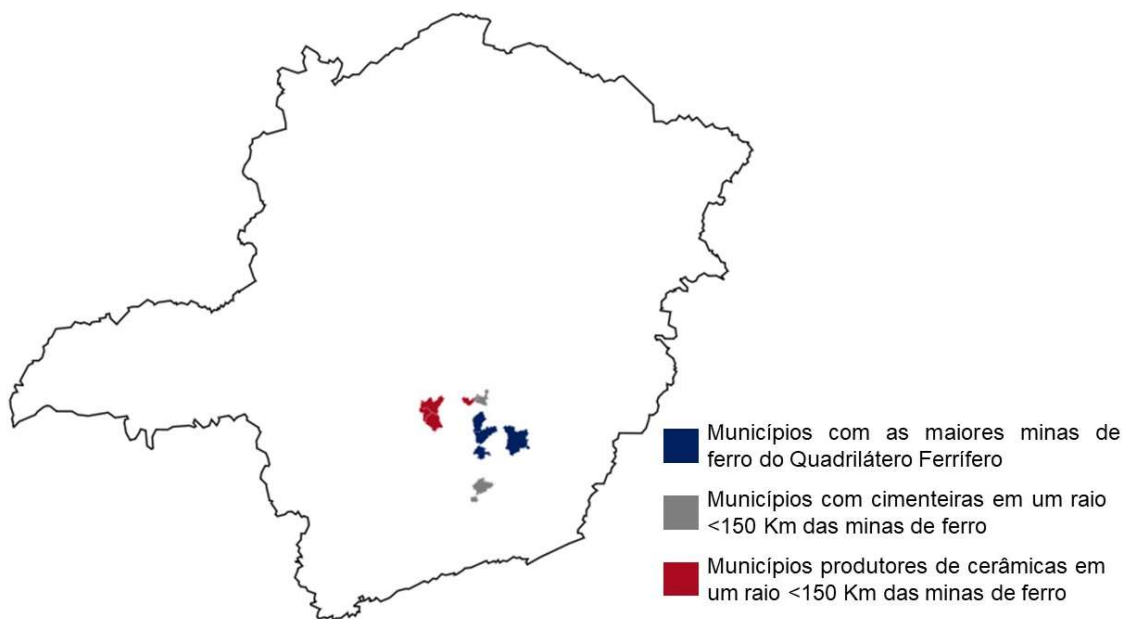 Municípios com as maiores minas de
ferro do Quadrilátero Ferrífero
Municípios com cimenteiras em um raio
<150 Km das minas de ferro
Municípios produtores de cerâmicas em
um raio <150 Km das minas de ferro